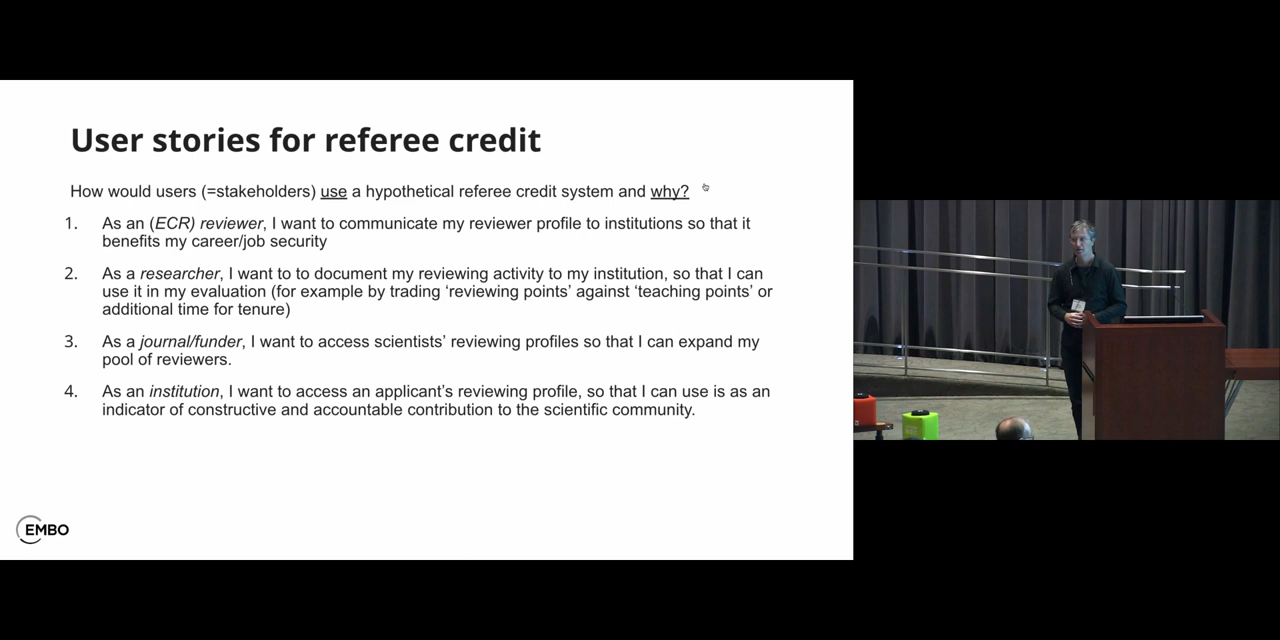 User stories for referee credit
How would users (=stakeholders) use a hypothetical referee credit system and why?
1. As an (ECR) reviewer, I want to communicate my reviewer profile to institutions so that it
benefits my career/job security
2. As a researcher, I want to to document my reviewing activity to my institution, so that I can
use it in my evaluation (for example by trading ‘reviewing points’ against ‘teaching points’ or
additional time for tenure)
3. As a journal/funder, I want to access scientists’ reviewing profiles so that I can expand my
pool of reviewers.
4. As an institution, I want to access an applicant’s reviewing profile, so that I can use is as an
indicator of constructive and accountable contribution to the scientific community.
EMBO